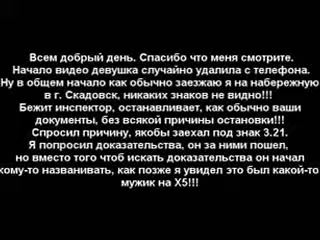 Всем добрый день. Спасибо что меня смотрите.
Начало видео девушка случайно удалила с телефона.
Ну в общем начало как обычно заезжаю я на набережную
в г. Скадовск, никаких знаков не видно!!!
Бежит инспектор, останавливает, как обычно ваши
документы, без всякой причины остановки!!!
Спросил причину, якобы заехал под знак 3.21.
Я попросил доказательства, он за ними пошел,
но вместо того чтоб искать доказательства он начал
кому-то названивать, как позже я увидел это был какой-то
мужик на Х5!!!